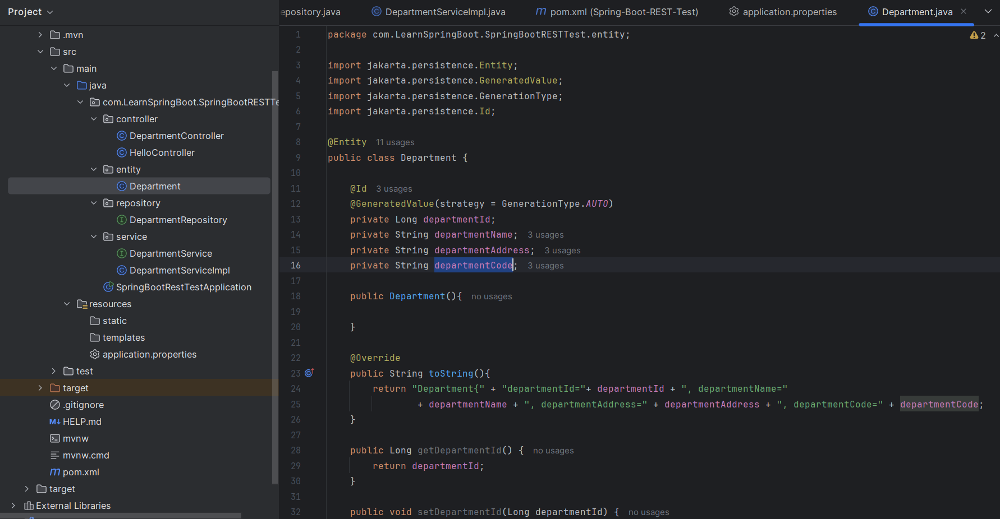 Project
epository.java
DepartmentServiceImpl.java
pom.xml (Spring-Boot-REST-Test)
application.properties
Department.java
.mvn
src
main
java
com.LearnSpringBoot.SpringBootRESTTe
controller
DepartmentController
HelloController
entity
Department
repository
DepartmentRepository
service
DepartmentService
DepartmentServiceImpl
SpringBootRestTestApplication
resources
static
templates
application.properties
test
target
.gitignore
M↓ HELP.md
mvnw
mvnw.cmd
m pom.xml
target
External Libraries
2
1 package com.LearnSpringBoot.SpringBootRESTTest.entity;
2
3 import jakarta.persistence.Entity;
4 import jakarta.persistence.GeneratedValue;
5 import jakarta.persistence.GenerationType;
6 import jakarta.persistence.Id;
7
8 @Entity 11 usages
9 public class Department {
10
11 @Id 3 usages
12 @GeneratedValue(strategy = GenerationType.AUTO)
13 private Long departmentId;
14 private String departmentName; 3 usages
15 private String departmentAddress; 3 usages
16 private String departmentCode; 3 usages
17
18 public Department(){ no usages
19
20 }
21
22 @Override
23 public String toString(){
24 return "Department{" + "departmentId="+ departmentId + ", departmentName="
25 + departmentName + ", departmentAddress=" + departmentAddress + ", departmentCode=" + departmentCode;
26 }
27
28 public Long getDepartmentId() { no usages
29 return departmentId;
30 }
31
32 public void setDepartmentId(Long departmentId) { no usages